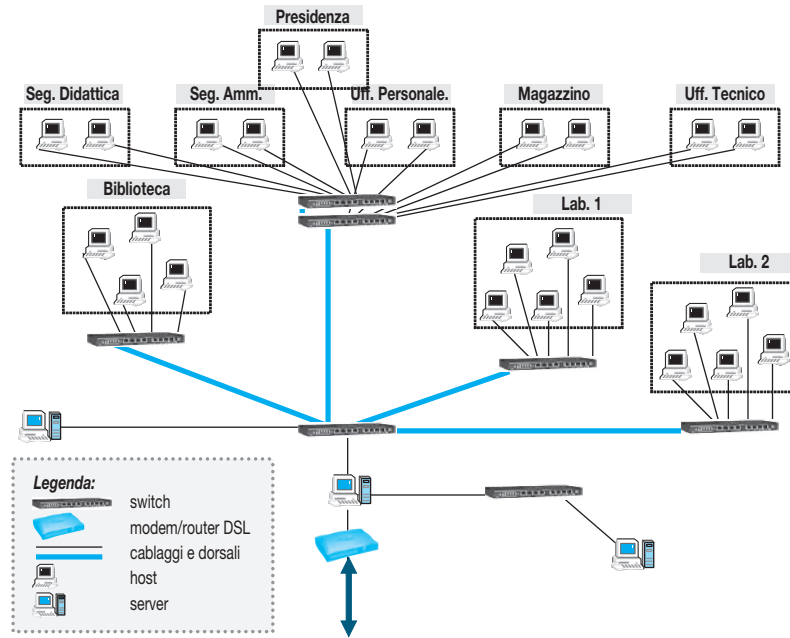 Presidenza
Seg. Didattica
Seg. Amm.
Uff. Personale.
Magazzino
Uff. Tecnico
Biblioteca
Lab. 1
Lab. 2
Legenda:
switch
modem/router DSL
cablaggi e dorsali
host
server